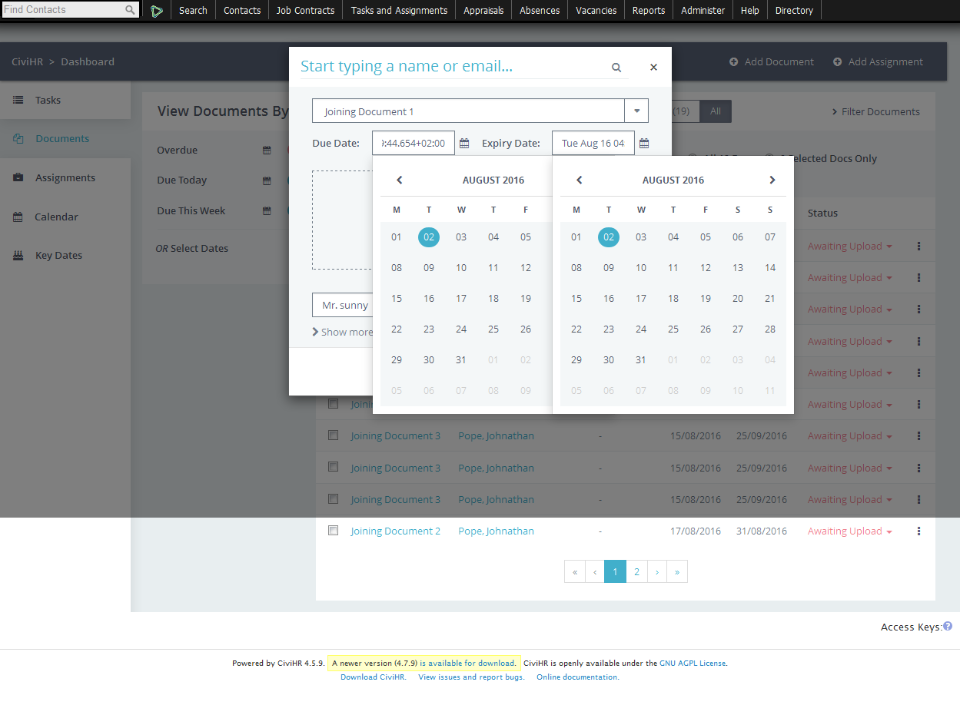 Find Contacts Search Contacts Job Contracts Tasks and Assignments Appraisals Absences Vacancies Reports Administer Help Directory
CiviHR > Dashboard Add Document Add Assignment
Start typing a name or email...
Tasks
Documents
Assignments
Calendar
Key Dates
View Documents By
(19) All Filter Documents
Overdue
Due Today
Due This Week
OR Select Dates
Joining Document 1
Due Date: 44.654+02:00 Expiry Date: Tue Aug 16 04
Selected Docs Only
AUGUST 2016
M T W T F
01 02 03 04 05
08 09 10 11 12
15 16 17 18 19
22 23 24 25 26
29 30 31 01 02
05 06 07 08 09
AUGUST 2016
M T W T F S S
01 02 03 04 05 06 07
08 09 10 11 12 13 14
15 16 17 18 19 20 21
22 23 24 25 26 27 28
29 30 31 01 02 03 04
05 06 07 08 09 10 11
Mr. sunny
Show more
Status
Awaiting Upload
Awaiting Upload
Awaiting Upload
Awaiting Upload
Awaiting Upload
Awaiting Upload
Joining Document 3 Pope, Johnathan - 15/08/2016 25/09/2016 Awaiting Upload
Joining Document 3 Pope, Johnathan - 15/08/2016 25/09/2016 Awaiting Upload
Joining Document 3 Pope, Johnathan - 15/08/2016 25/09/2016 Awaiting Upload
Joining Document 2 Pope, Johnathan - 17/08/2016 31/08/2016 Awaiting Upload
« ‹ 1 2 › »
Access Keys:
Powered by CiviHR 4.5.9. A newer version (4.7.9) is available for download. CiviHR is openly available under the GNU AGPL License.
Download CiviHR. View issues and report bugs. Online documentation.